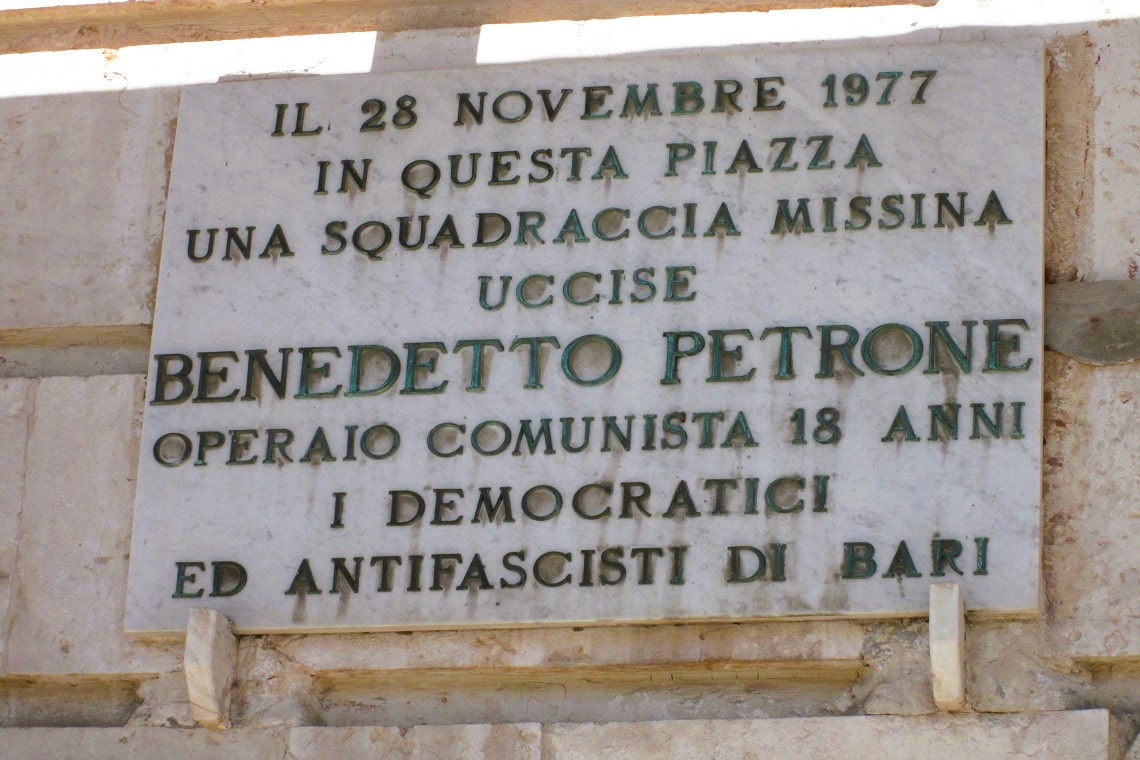 IL 28 NOVEMBRE 1977
IN QUESTA PIAZZA
UNA SQUADRACCIA MISSINA
UCCISE
BENEDETTO PETRONE
OPERAIO COMUNISTA 18 ANNI
I DEMOCRATICI
ED ANTIFASCISTI DI BARI